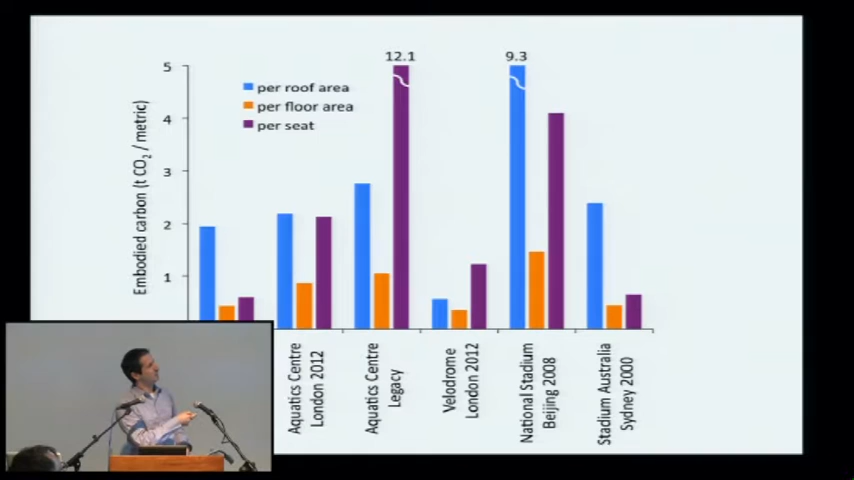 12.1
9.3
5
per roof area
per floor area
per seat
4
3
2
1
Embodied carbon (t CO₂ / metric)
Aquatics Centre
London 2012
Aquatics Centre
Legacy
Velodrome
London 2012
National Stadium
Beijing 2008
Stadium Australia
Sydney 2000